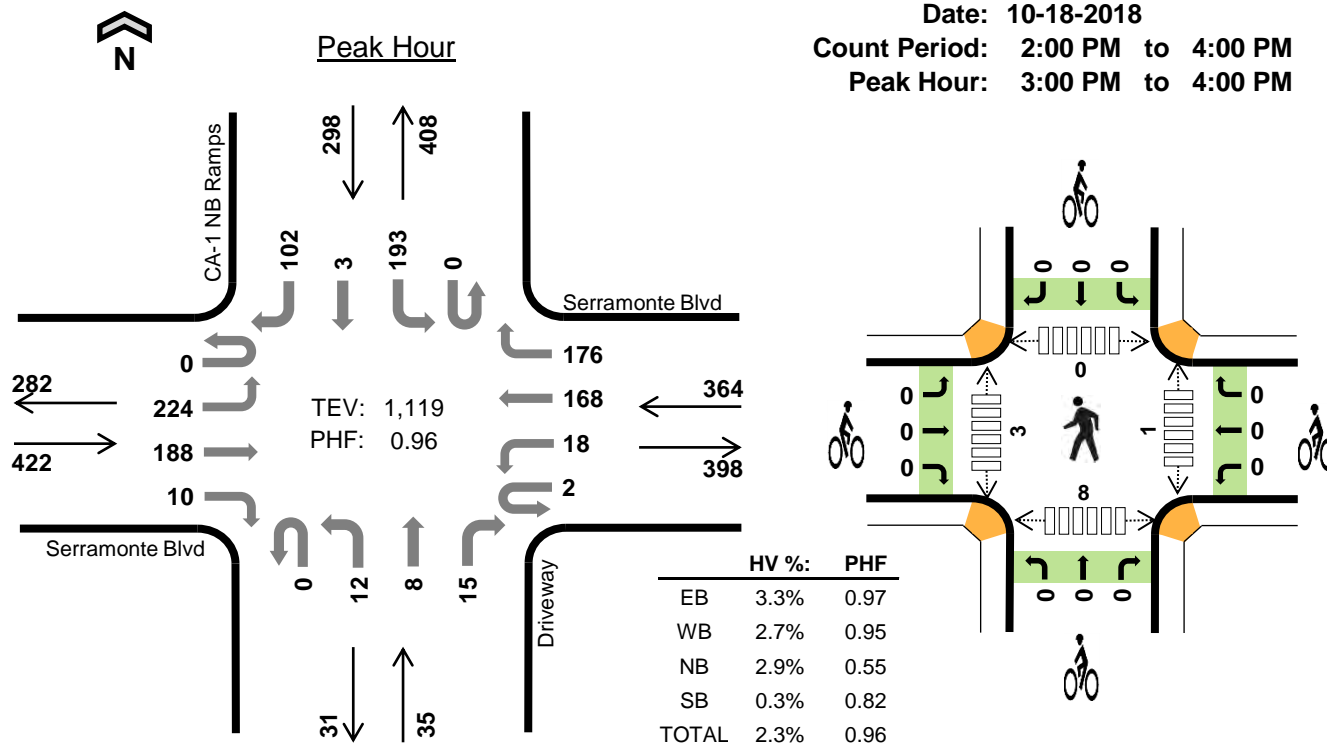 Date: 10-18-2018
Count Period: 2:00 PM to 4:00 PM
Peak Hour: 3:00 PM to 4:00 PM
N
Peak Hour
298
408
CA-1 NB Ramps
102
3
193
0
Serramonte Blvd
0
224
188
10
282
422
TEV: 1,119
PHF: 0.96
176
168
18
2
364
398
Serramonte Blvd
0
12
8
15
Driveway
31
35
HV %: PHF
EB 3.3% 0.97
WB 2.7% 0.95
NB 2.9% 0.55
SB 0.3% 0.82
TOTAL 2.3% 0.96
0 0 0
0
0
0
0
3
1
0
0
0
8
0 0 0